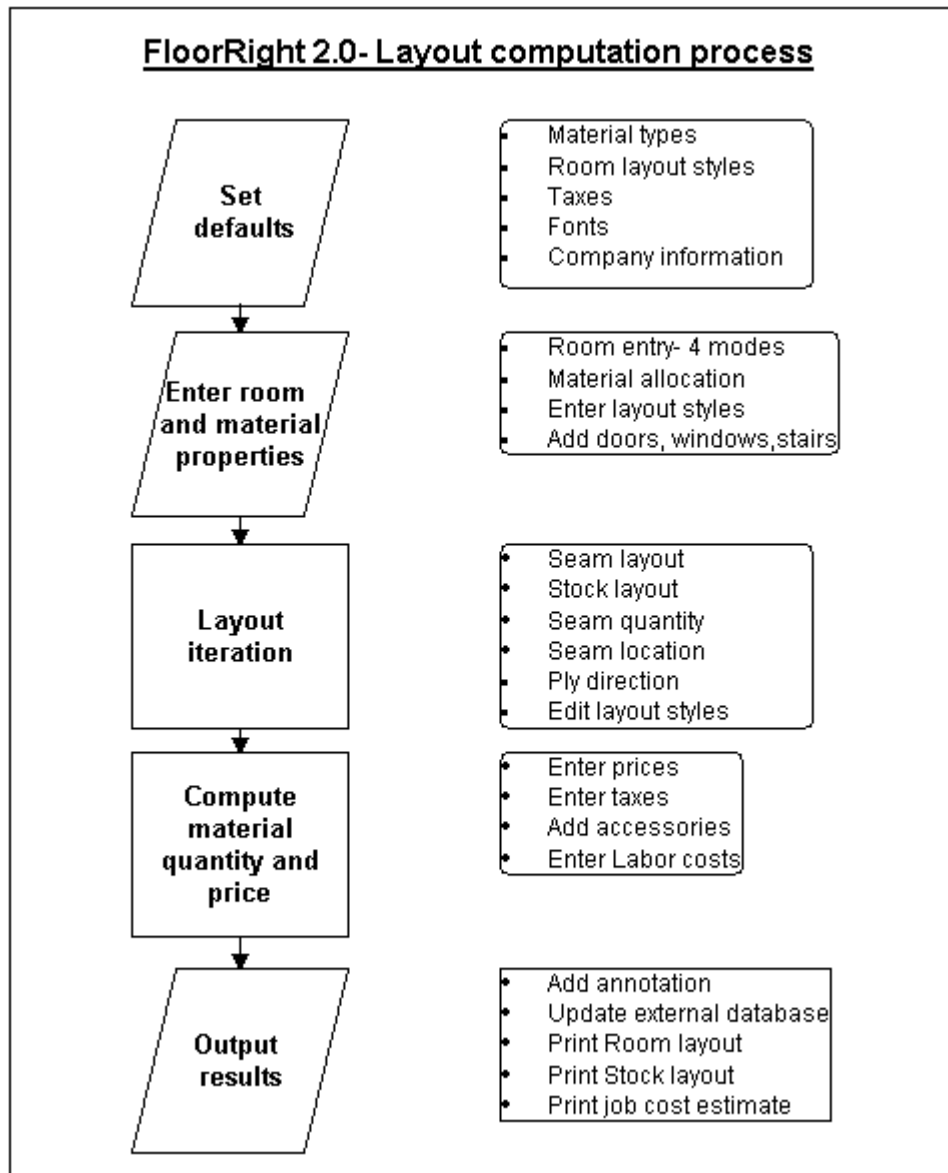 FloorRight 2.0- Layout computation process
Set
defaults
Material types
Room layout styles
Taxes
Fonts
Company information
Enter room
and material
properties
Room entry- 4 modes
Material allocation
Enter layout styles
Add doors, windows,stairs
Layout
iteration
Seam layout
Stock layout
Seam quantity
Seam location
Ply direction
Edit layout styles
Compute
material
quantity and
price
Enter prices
Enter taxes
Add accessories
Enter Labor costs
Output
results
Add annotation
Update external database
Print Room layout
Print Stock layout
Print job cost estimate